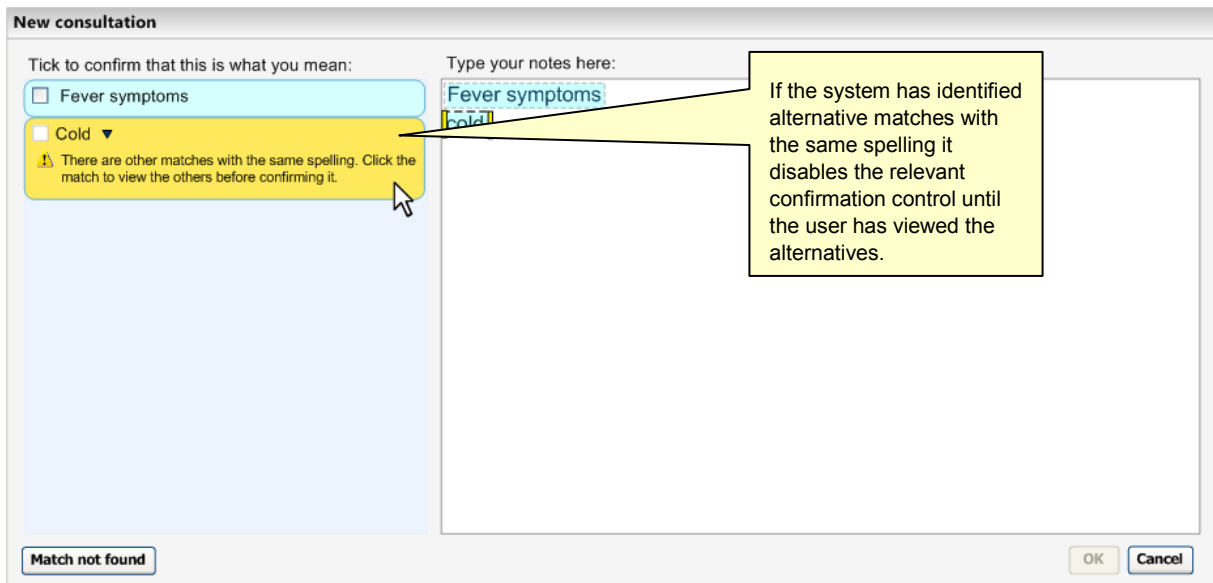 New consultation
Tick to confirm that this is what you mean:
Fever symptoms
Cold
There are other matches with the same spelling. Click the
match to view the others before confirming it.
Type your notes here:
Fever symptoms
cold
If the system has identified
alternative matches with
the same spelling it
disables the relevant
confirmation control until
the user has viewed the
alternatives.
Match not found
OK
Cancel